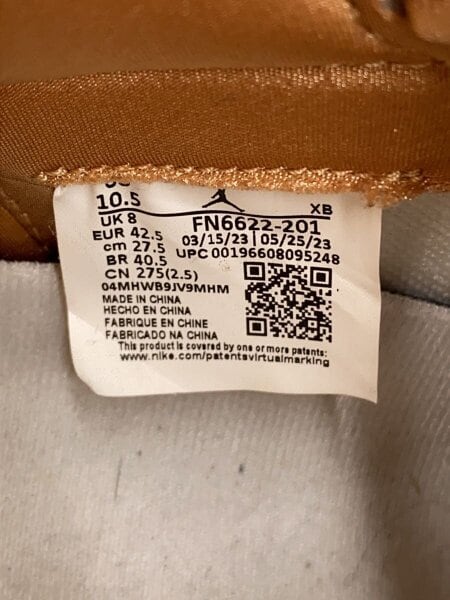 10.5
XB
UK 8
FN6622-201
EUR 42.5
03/15/23 | 05/25/23
cm 27.5
UPC 00196608095248
BR 40.5
CN 275(2.5)
04MHWB9JV9MHM
MADE IN CHINA
HECHO EN CHINA
FABRIQUE EN CHINE
FABRICADO NA CHINA
This product is covered by one or more patents:
www.nike.com/patentsvirtualmarking